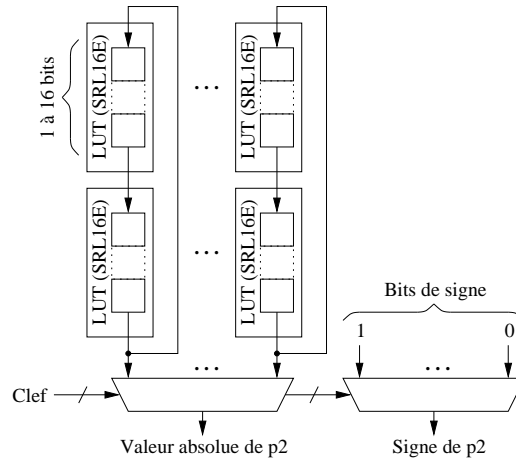 1 à 16 bits
LUT (SRL16E)
...
LUT (SRL16E)
LUT (SRL16E)
...
LUT (SRL16E)
Bits de signe
1
0
...
...
Clef
Valeur absolue de p2
Signe de p2